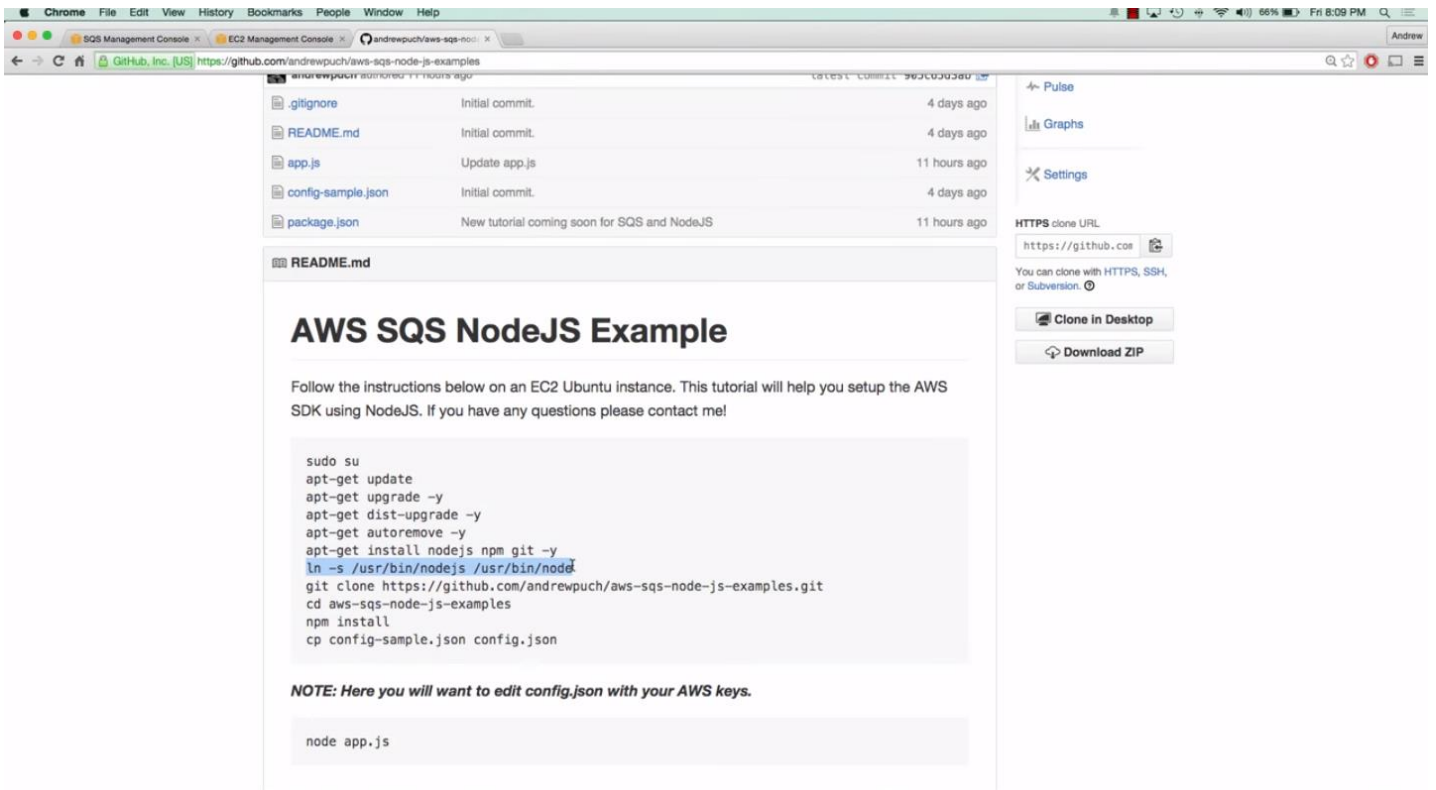 Chrome File Edit View History Bookmarks People Window Help 66% Fri 8:09 PM
SQS Management Console × EC2 Management Console × andrewpuch/aws-sqs-nod × Andrew
GitHub, Inc. [US] https://github.com/andrewpuch/aws-sqs-node-js-examples
andrewpuch authored 11 hours ago latest commit
.gitignore Initial commit. 4 days ago
README.md Initial commit. 4 days ago
app.js Update app.js 11 hours ago
config-sample.json Initial commit. 4 days ago
package.json New tutorial coming soon for SQS and NodeJS 11 hours ago
Pulse
Graphs
Settings
HTTPS clone URL
https://github.com
You can clone with HTTPS, SSH,
or Subversion.
Clone in Desktop
Download ZIP
README.md
AWS SQS NodeJS Example
Follow the instructions below on an EC2 Ubuntu instance. This tutorial will help you setup the AWS
SDK using NodeJS. If you have any questions please contact me!
sudo su
apt-get update
apt-get upgrade -y
apt-get dist-upgrade -y
apt-get autoremove -y
apt-get install nodejs npm git -y
ln -s /usr/bin/nodejs /usr/bin/node
git clone https://github.com/andrewpuch/aws-sqs-node-js-examples.git
cd aws-sqs-node-js-examples
npm install
cp config-sample.json config.json
NOTE: Here you will want to edit config.json with your AWS keys.
node app.js